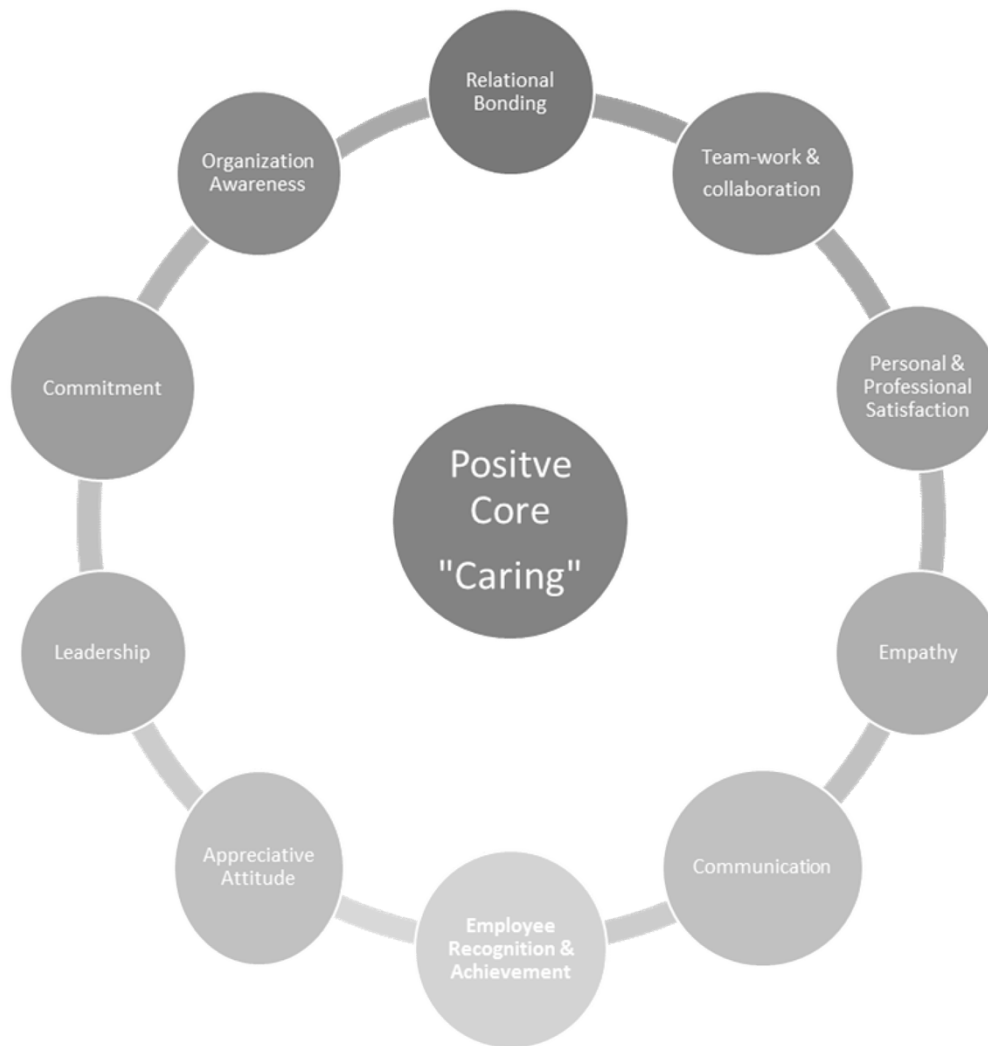 Relational
Bonding
Team-work &
collaboration
Personal &
Professional
Satisfaction
Empathy
Communication
Employee
Recognition &
Achievement
Appreciative
Attitude
Leadership
Commitment
Organization
Awareness
Positve
Core
"Caring"